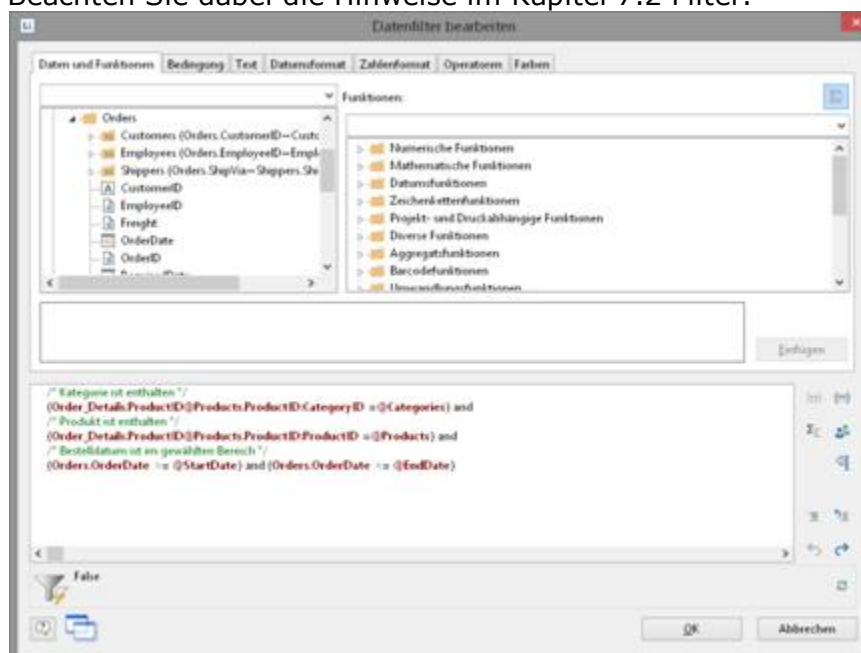 Beachten Sie dabei die Hinweise im Kapitel 7.2 Filter.
Datenfilter bearbeiten
Daten und Funktionen Bedingung Text Datumsformat Zahlenformat Operatoren Farben
Funktionen:
Orders
Customers (Orders.CustomerID=Custc
Employees (Orders.EmployeeID=Empl
Shippers (Orders.ShipVia=Shippers.Shi
CustomerID
EmployeeID
Freight
OrderDate
OrderID
Numerische Funktionen
Mathematische Funktionen
Datumsfunktionen
Zeichenkettenfunktionen
Projekt- und Druckabhängige Funktionen
Diverse Funktionen
Aggregatsfunktionen
Barcodefunktionen
Umwandlungsfunktionen
Einfügen
/* Kategorie ist enthalten */
(Order_Details.ProductID@Products.ProductID:CategoryID =@Categories) and
/* Produkt ist enthalten */
(Order_Details.ProductID@Products.ProductID:ProductID =@Products) and
/* Bestelldatum ist im gewählten Bereich */
(Orders.OrderDate >= @StartDate) and (Orders.OrderDate <= @EndDate)
False
OK Abbrechen